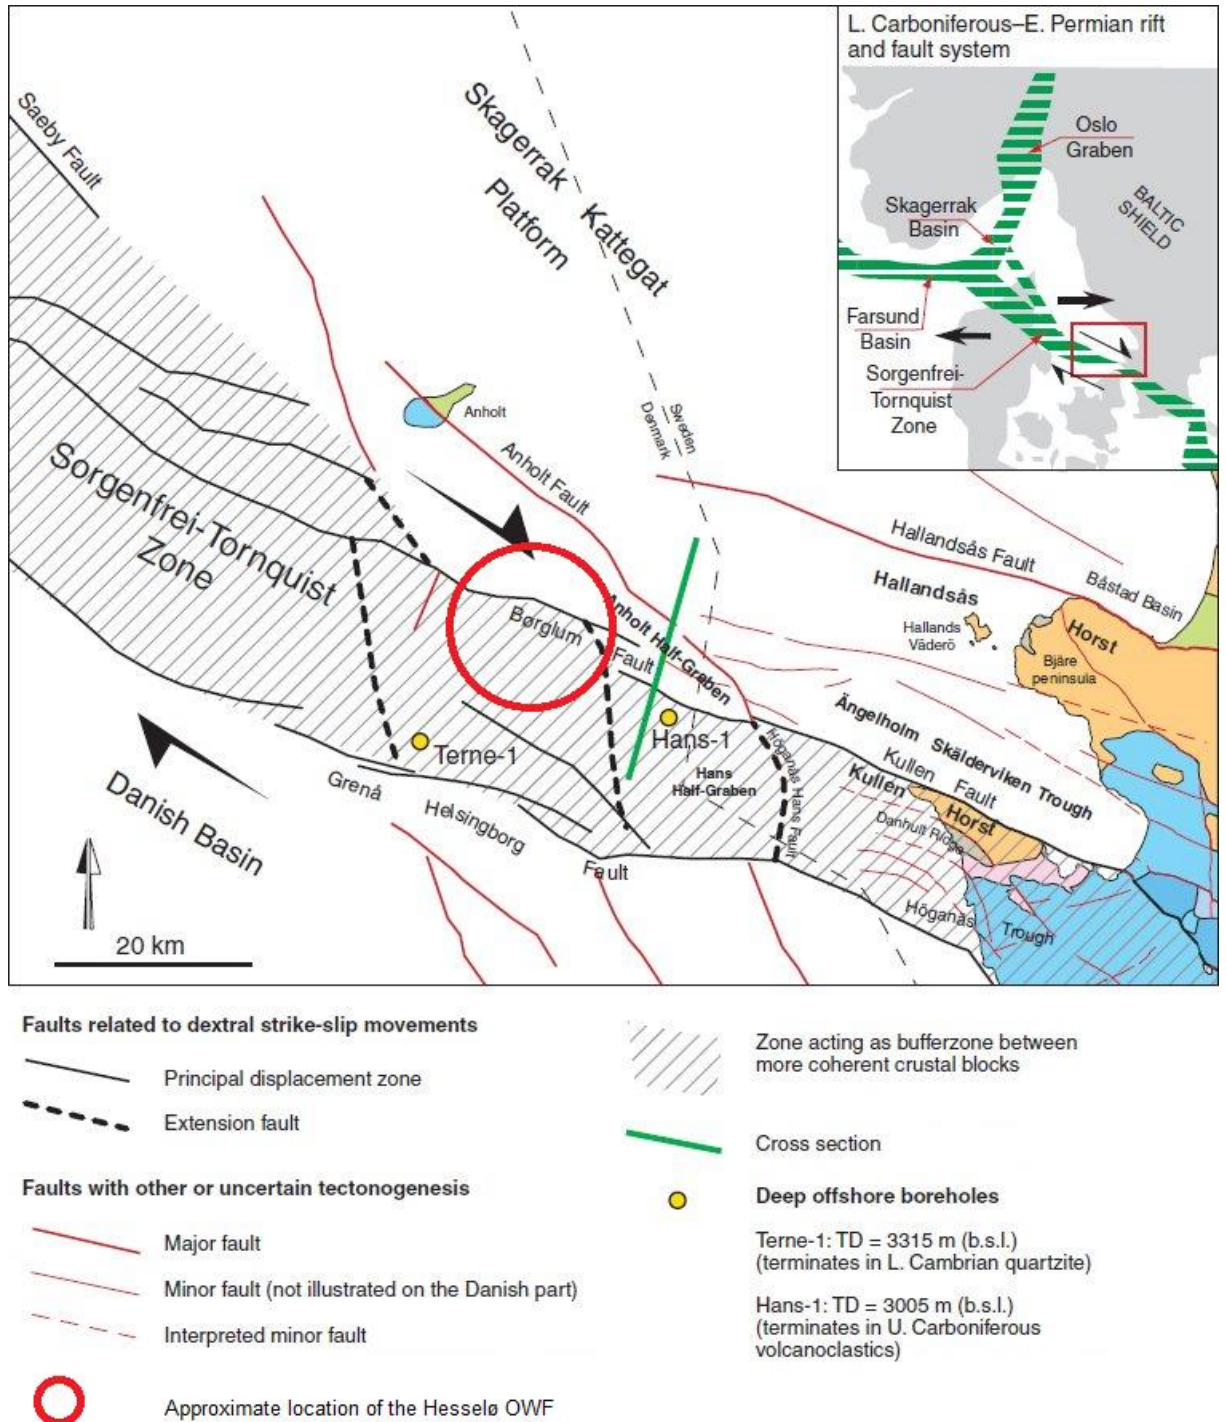 L. Carboniferous–E. Permian rift
and fault system
Oslo
Graben
BALTIC
SHIELD
Skagerrak
Basin
Farsund
Basin
Sorgenfrei-
Tornquist
Zone
Saeby Fault
Skagerrak Kattegat
Platform
Anholt
Sweden
Denmark
Anholt Fault
Sorgenfrei-Tornquist
Zone
Hallandsås Fault
Båstad Basin
Hallandsås
Horst
Hallands
Väderö
Bjäre
peninsula
Børglum
Fault
Anholt Half-Graben
Ängelholm Skälderviken Trough
Kullen Fault
Terne-1
Hans-1
Hans
Half-Graben
Höganäs Hans Fault
Kullen
Horst
Danhult Ridge
Höganäs
Trough
Danish Basin
Grenå
Helsingborg
Fault
20 km
Faults related to dextral strike-slip movements
Principal displacement zone
Extension fault
Faults with other or uncertain tectonogenesis
Major fault
Minor fault (not illustrated on the Danish part)
Interpreted minor fault
Approximate location of the Hesselø OWF
Zone acting as bufferzone between
more coherent crustal blocks
Cross section
Deep offshore boreholes
Terne-1: TD = 3315 m (b.s.l.)
(terminates in L. Cambrian quartzite)
Hans-1: TD = 3005 m (b.s.l.)
(terminates in U. Carboniferous
volcanoclastics)